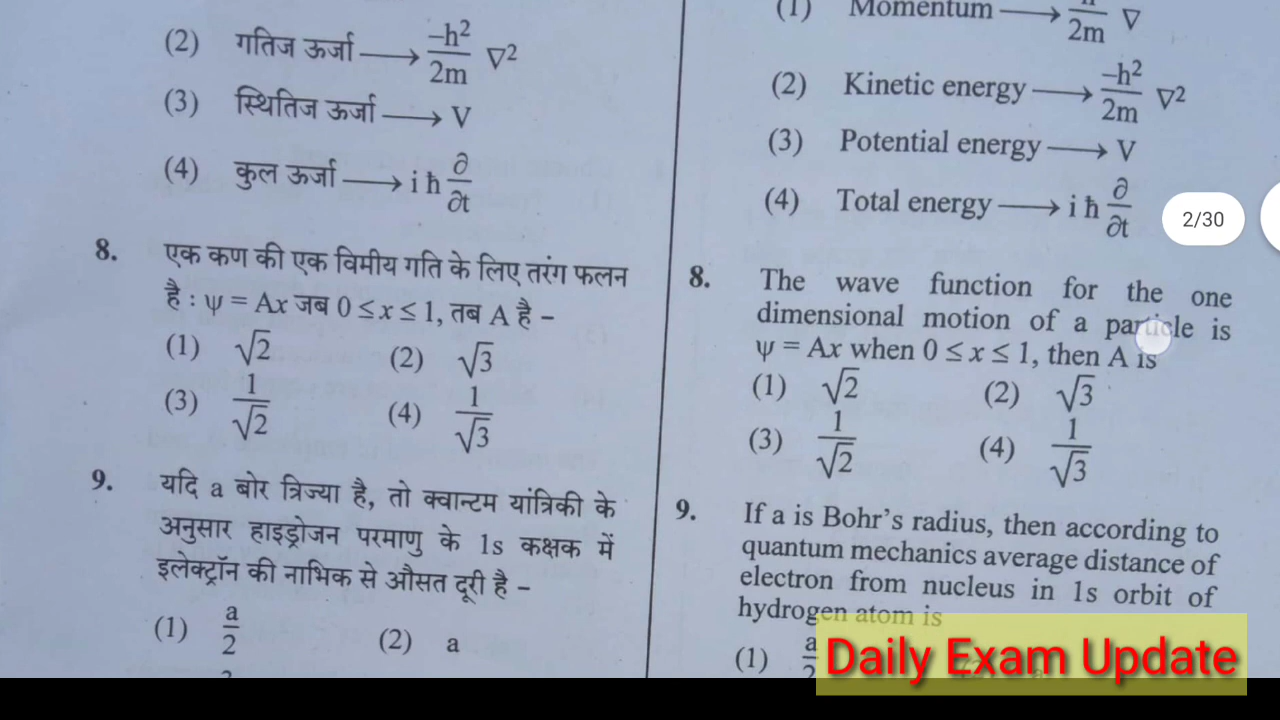 (2) गतिज ऊर्जा ⟶ –h²/2m ∇²
(3) स्थितिज ऊर्जा ⟶ V
(4) कुल ऊर्जा ⟶ i ħ ∂/∂t
8. एक कण की एक विमीय गति के लिए तरंग फलन
है : ψ = Ax जब 0 ≤ x ≤ 1, तब A है –
(1) √2 (2) √3
(3) 1/√2 (4) 1/√3
9. यदि a बोर त्रिज्या है, तो क्वान्टम यांत्रिकी के
अनुसार हाइड्रोजन परमाणु के 1s कक्षक में
इलेक्ट्रॉन की नाभिक से औसत दूरी है –
(1) a/2 (2) a
(1) Momentum ⟶ /2m ∇
(2) Kinetic energy ⟶ –h²/2m ∇²
(3) Potential energy ⟶ V
(4) Total energy ⟶ i ħ ∂/∂t
8. The wave function for the one
dimensional motion of a particle is
ψ = Ax when 0 ≤ x ≤ 1, then A is
(1) √2 (2) √3
(3) 1/√2 (4) 1/√3
9. If a is Bohr's radius, then according to
quantum mechanics average distance of
electron from nucleus in 1s orbit of
hydrogen atom is
(1) a/2
2/30
Daily Exam Update